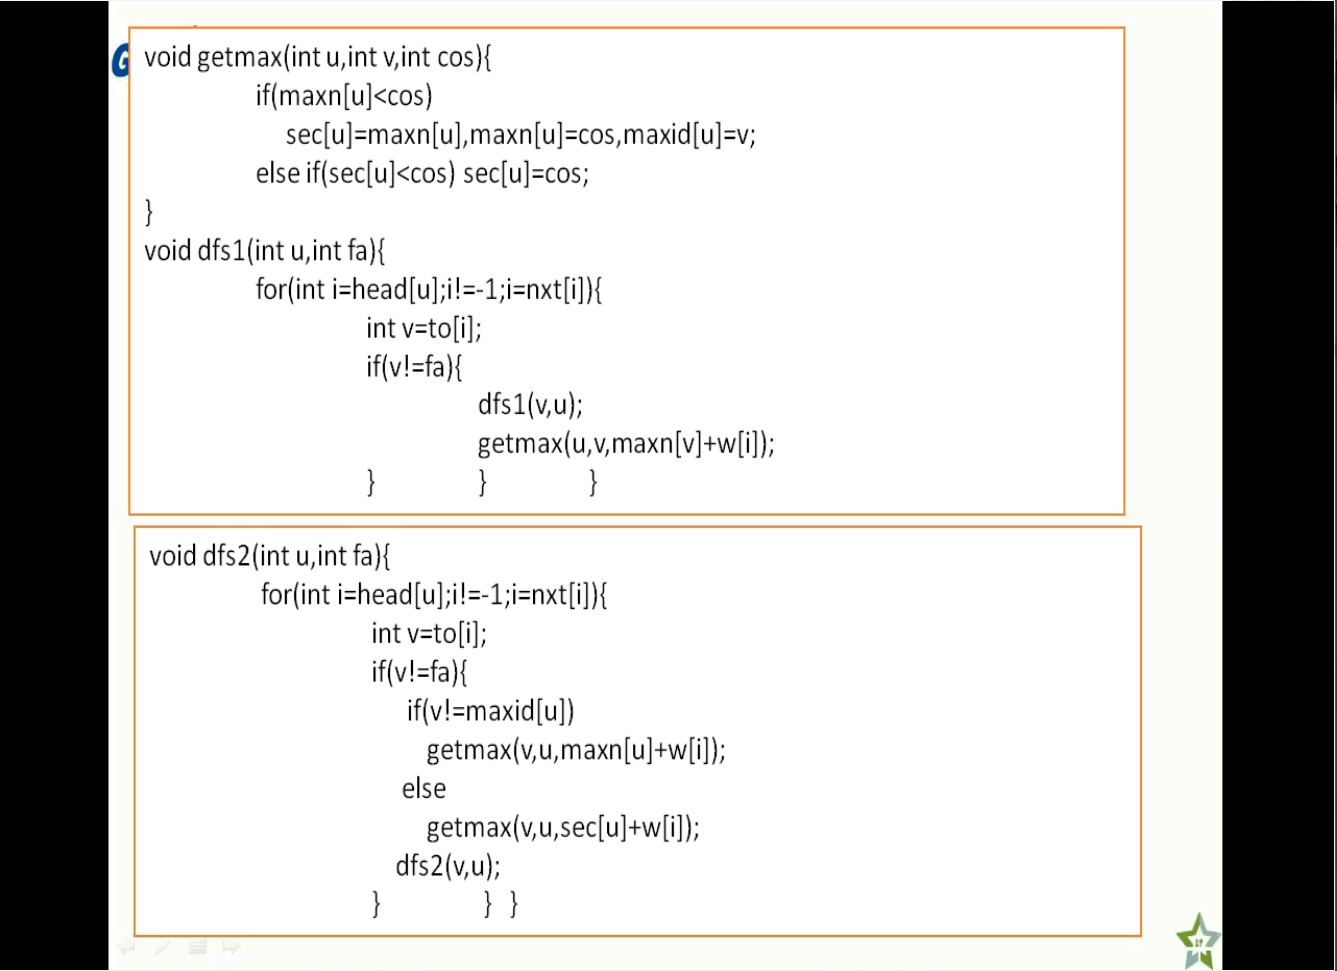 G
void getmax(int u,int v,int cos){
if(maxn[u]<cos)
sec[u]=maxn[u],maxn[u]=cos,maxid[u]=v;
else if(sec[u]<cos) sec[u]=cos;
}
void dfs1(int u,int fa){
for(int i=head[u];i!=-1;i=nxt[i]){
int v=to[i];
if(v!=fa){
dfs1(v,u);
getmax(u,v,maxn[v]+w[i]);
} } }
void dfs2(int u,int fa){
for(int i=head[u];i!=-1;i=nxt[i]){
int v=to[i];
if(v!=fa){
if(v!=maxid[u])
getmax(v,u,maxn[u]+w[i]);
else
getmax(v,u,sec[u]+w[i]);
dfs2(v,u);
} } }